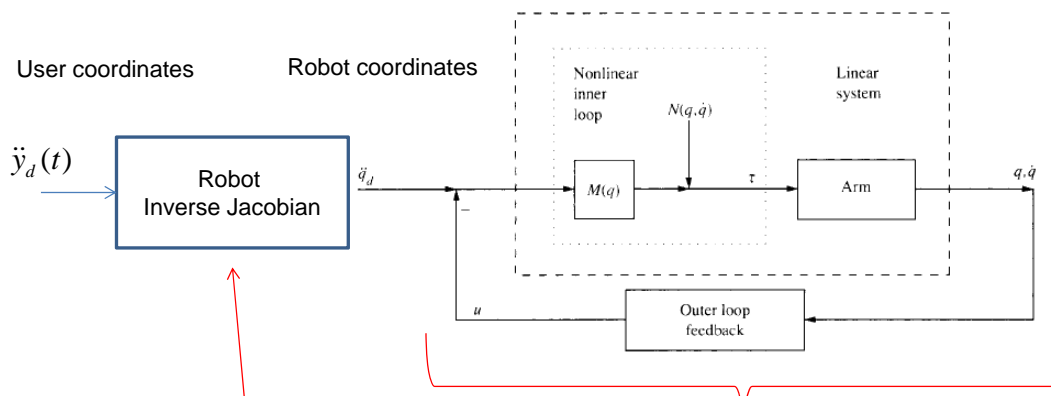 User coordinates
Robot coordinates
Nonlinear
inner
loop
Linear
system
N(q,q̇)
ÿ_d(t)
Robot
Inverse Jacobian
q̈_d
M(q)
τ
Arm
q,q̇
−
u
Outer loop
feedback